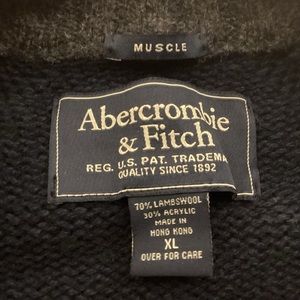 MUSCLE
Abercrombie
& Fitch
REG. U.S. PAT. TRADEMA
QUALITY SINCE 1892
70% LAMBSWOOL
30% ACRYLIC
MADE IN
HONG KONG
XL
OVER FOR CARE